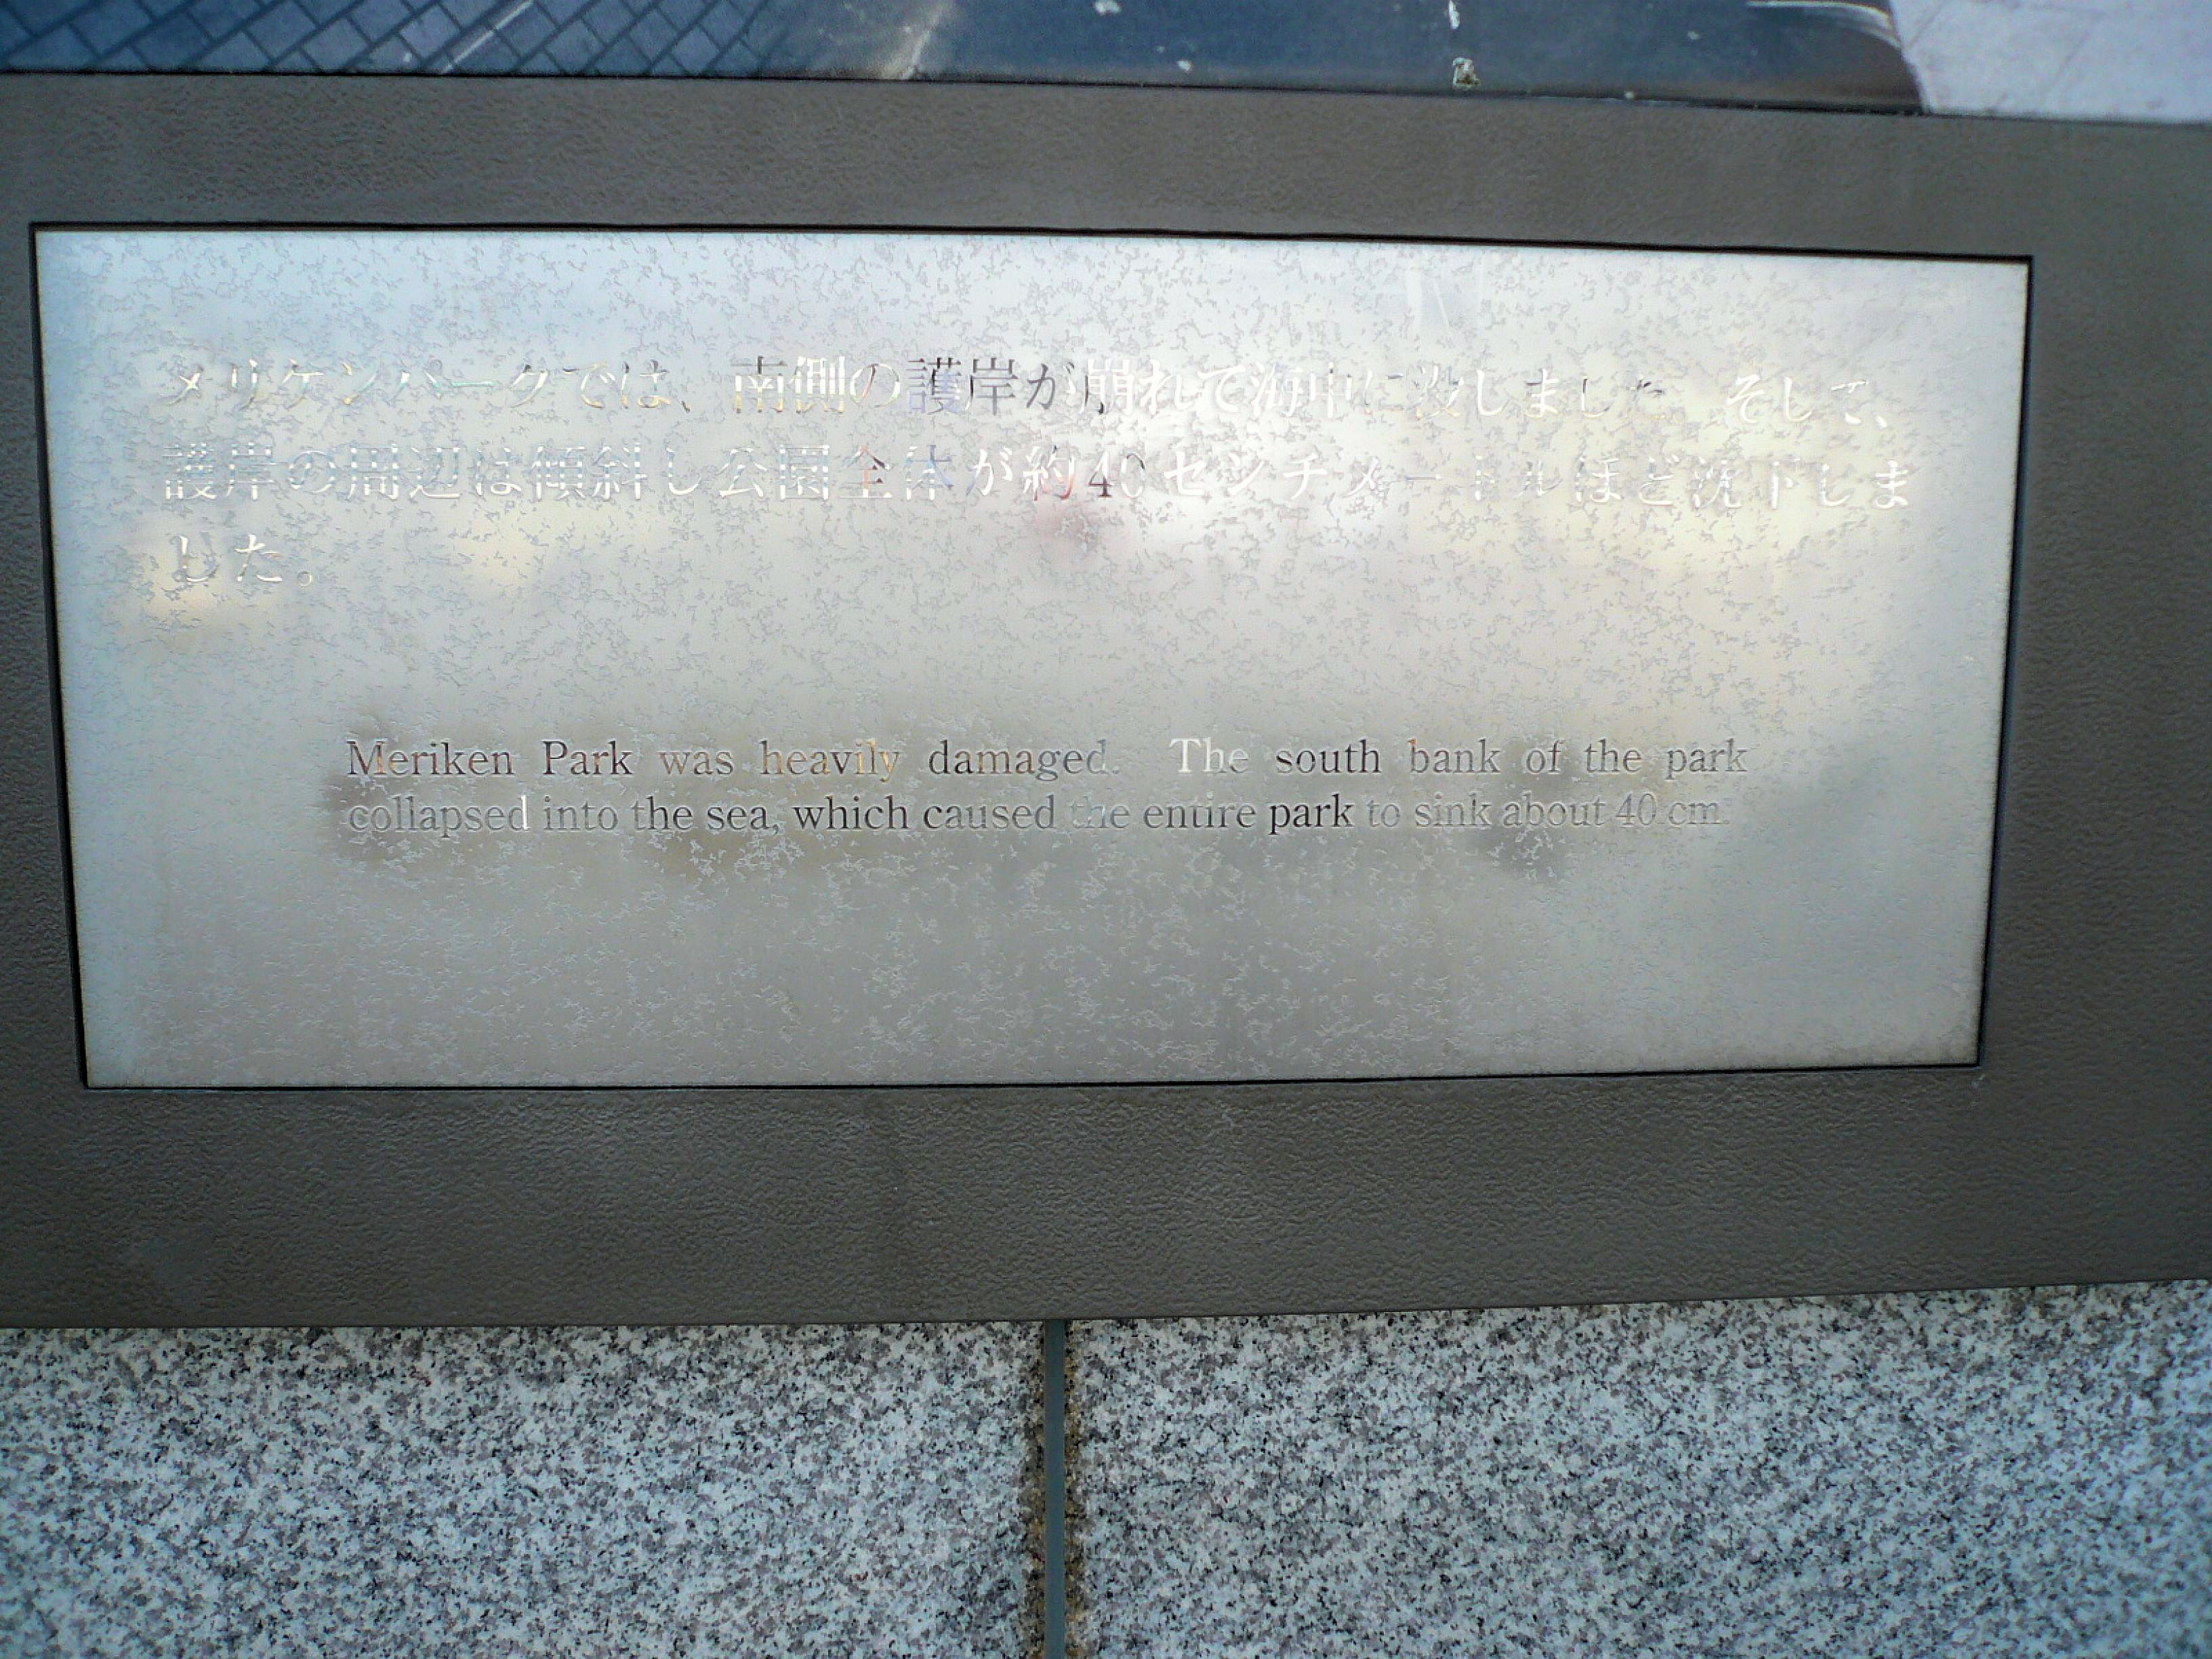 メリケンパークでは、南側の護岸が崩れて海中に没しました。そして、
護岸の周辺は傾斜し公園全体が約40センチメートルほど沈下しま
した。
Meriken Park was heavily damaged. The south bank of the park
collapsed into the sea, which caused the entire park to sink about 40 cm.